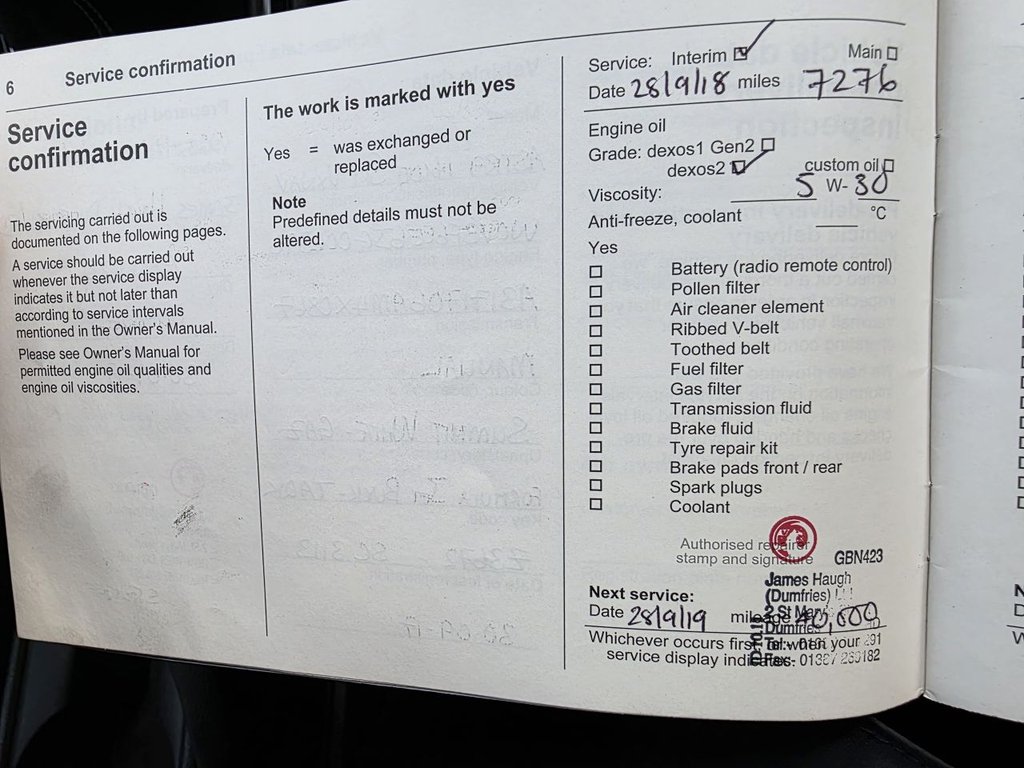 6 Service confirmation
Service
confirmation
The servicing carried out is
documented on the following pages.
A service should be carried out
whenever the service display
indicates it but not later than
according to service intervals
mentioned in the Owner's Manual.
Please see Owner's Manual for
permitted engine oil qualities and
engine oil viscosities.
The work is marked with yes
Yes = was exchanged or
replaced
Note
Predefined details must not be
altered.
Service: Interim Main
Date 28/9/18 miles 7276
Engine oil
Grade: dexos1 Gen2
dexos2 custom oil
Viscosity: 5 W- 30
Anti-freeze, coolant °C
Yes
Battery (radio remote control)
Pollen filter
Air cleaner element
Ribbed V-belt
Toothed belt
Fuel filter
Gas filter
Transmission fluid
Brake fluid
Tyre repair kit
Brake pads front / rear
Spark plugs
Coolant
Authorised repairer
stamp and signature GBN423
James Haugh
Next service: (Dumfries)
Date 28/9/19 mileage 40,000
2 St Mary
Dumfries
Whichever occurs first, or when your
service display indicates.
Tel:
Fax: